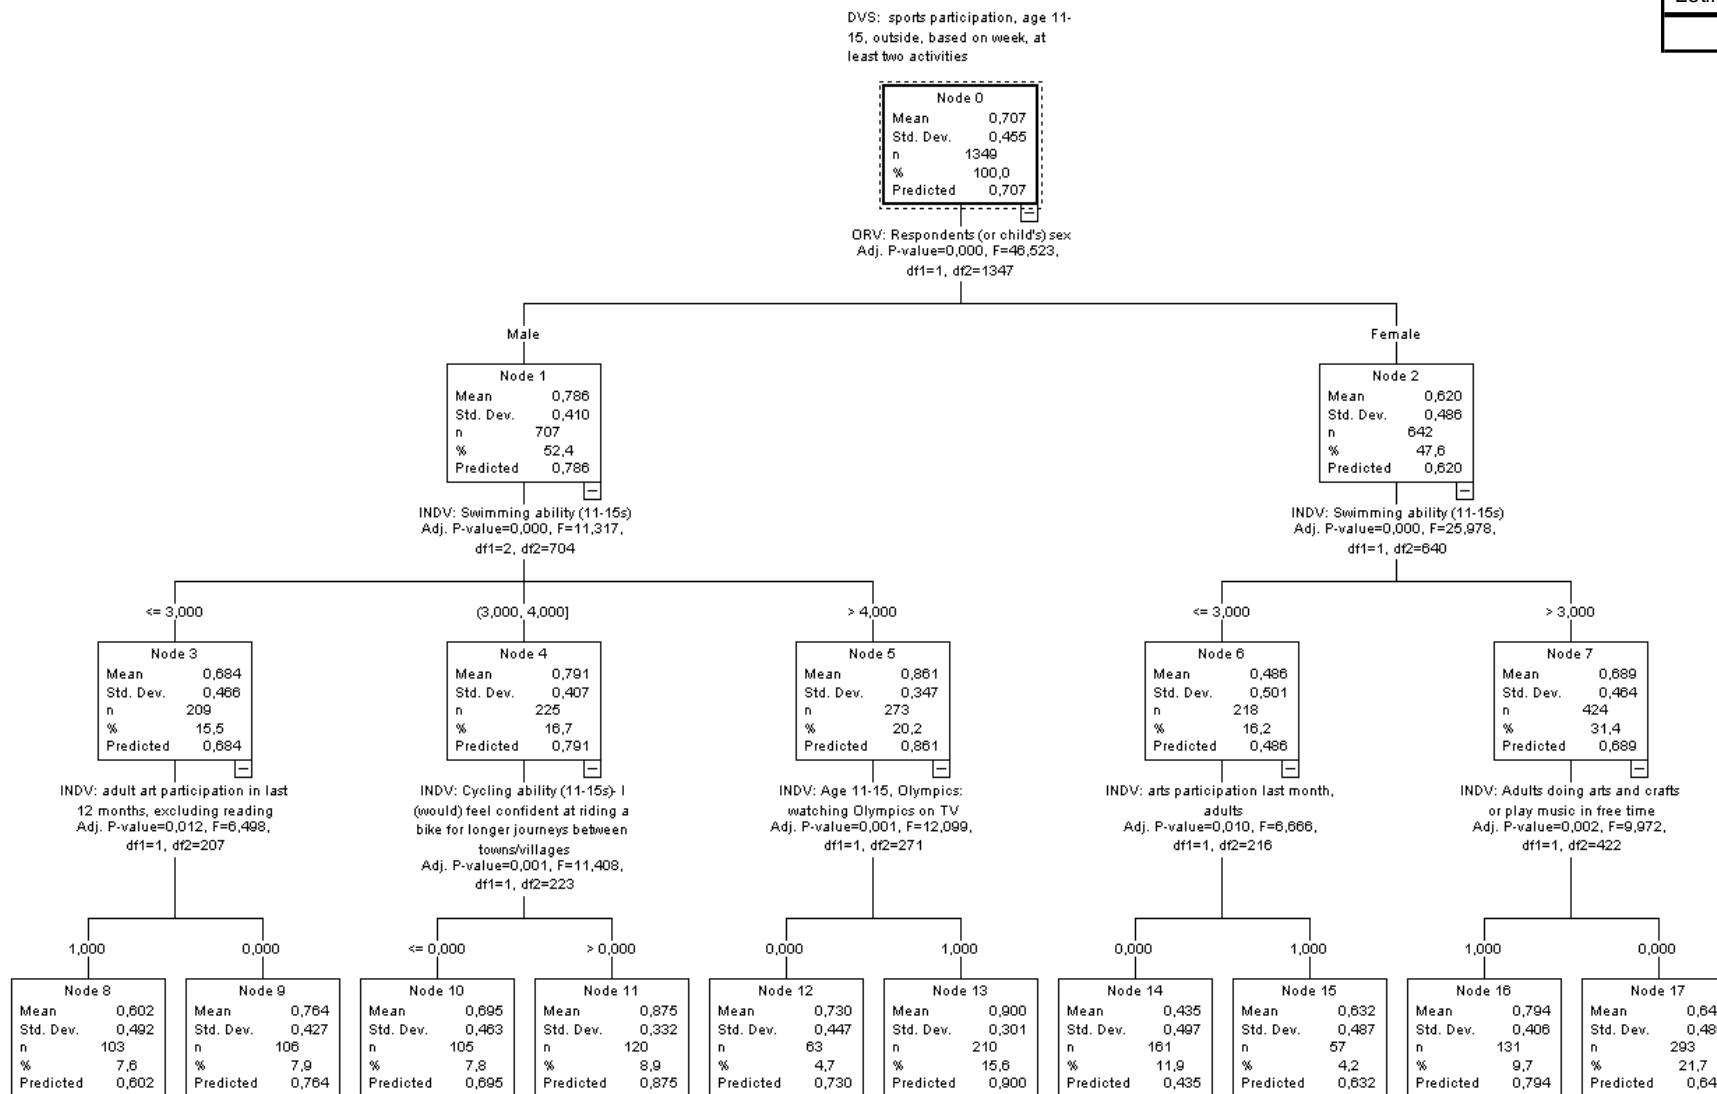 DVS: sports participation, age 11-
15, outside, based on week, at
least two activities
Node 0
Mean 0,707
Std. Dev. 0,455
n 1349
% 100,0
Predicted 0,707
ORV: Respondents (or child's) sex
Adj. P-value=0,000, F=46,523,
df1=1, df2=1347
Male
Female
Node 1
Mean 0,786
Std. Dev. 0,410
n 707
% 52,4
Predicted 0,786
INDV: Swimming ability (11-15s)
Adj. P-value=0,000, F=11,317,
df1=2, df2=704
Node 2
Mean 0,620
Std. Dev. 0,486
n 642
% 47,6
Predicted 0,620
INDV: Swimming ability (11-15s)
Adj. P-value=0,000, F=25,978,
df1=1, df2=640
<= 3,000
(3,000, 4,000]
> 4,000
<= 3,000
> 3,000
Node 3
Mean 0,684
Std. Dev. 0,466
n 209
% 15,5
Predicted 0,684
INDV: adult art participation in last
12 months, excluding reading
Adj. P-value=0,012, F=6,498,
df1=1, df2=207
Node 4
Mean 0,791
Std. Dev. 0,407
n 225
% 16,7
Predicted 0,791
INDV: Cycling ability (11-15s)- I
(would) feel confident at riding a
bike for longer journeys between
towns/villages
Adj. P-value=0,001, F=11,408,
df1=1, df2=223
Node 5
Mean 0,861
Std. Dev. 0,347
n 273
% 20,2
Predicted 0,861
INDV: Age 11-15, Olympics:
watching Olympics on TV
Adj. P-value=0,001, F=12,099,
df1=1, df2=271
Node 6
Mean 0,486
Std. Dev. 0,501
n 218
% 16,2
Predicted 0,486
INDV: arts participation last month,
adults
Adj. P-value=0,010, F=6,666,
df1=1, df2=216
Node 7
Mean 0,689
Std. Dev. 0,464
n 424
% 31,4
Predicted 0,689
INDV: Adults doing arts and crafts
or play music in free time
Adj. P-value=0,002, F=9,972,
df1=1, df2=422
1,000
0,000
<= 0,000
> 0,000
0,000
1,000
0,000
1,000
1,000
0,000
Node 8
Mean 0,602
Std. Dev. 0,492
n 103
% 7,6
Predicted 0,602
Node 9
Mean 0,764
Std. Dev. 0,427
n 106
% 7,9
Predicted 0,764
Node 10
Mean 0,695
Std. Dev. 0,463
n 105
% 7,8
Predicted 0,695
Node 11
Mean 0,875
Std. Dev. 0,332
n 120
% 8,9
Predicted 0,875
Node 12
Mean 0,730
Std. Dev. 0,447
n 63
% 4,7
Predicted 0,730
Node 13
Mean 0,900
Std. Dev. 0,301
n 210
% 15,6
Predicted 0,900
Node 14
Mean 0,435
Std. Dev. 0,497
n 161
% 11,9
Predicted 0,435
Node 15
Mean 0,632
Std. Dev. 0,487
n 57
% 4,2
Predicted 0,632
Node 16
Mean 0,794
Std. Dev. 0,406
n 131
% 9,7
Predicted 0,794
Node 17
Mean 0,64
Std. Dev. 0,48
n 293
% 21,7
Predicted 0,64